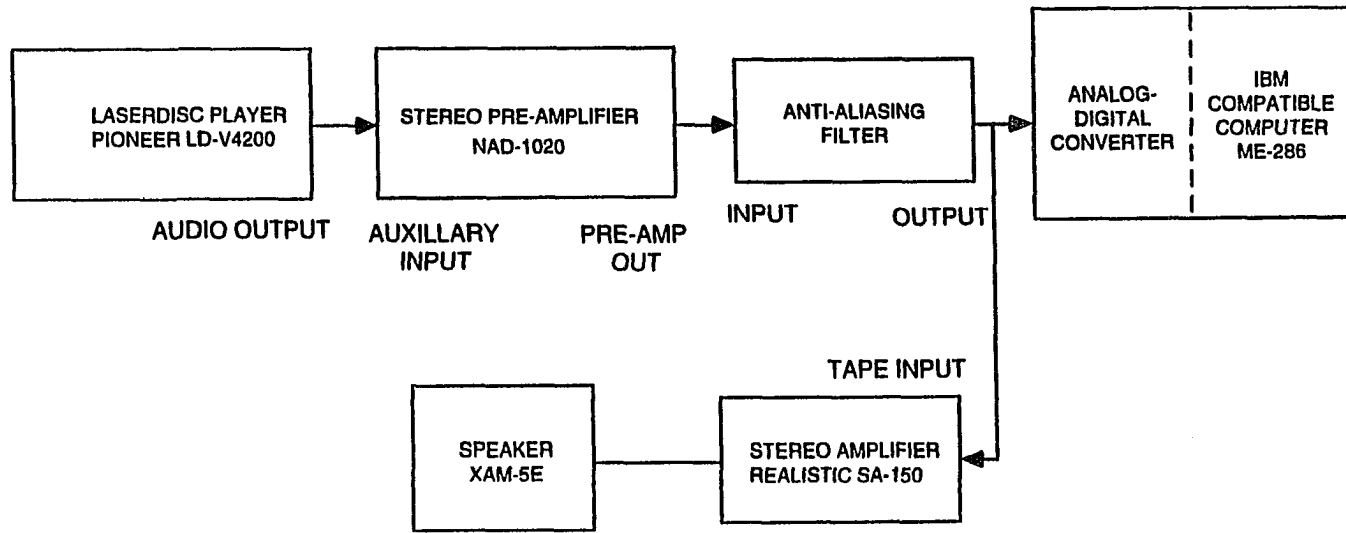 LASERDISC PLAYER
PIONEER LD-V4200
AUDIO OUTPUT
STEREO PRE-AMPLIFIER
NAD-1020
AUXILLARY
INPUT
PRE-AMP
OUT
ANTI-ALIASING
FILTER
INPUT
OUTPUT
ANALOG-
DIGITAL
CONVERTER
IBM
COMPATIBLE
COMPUTER
ME-286
TAPE INPUT
STEREO AMPLIFIER
REALISTIC SA-150
SPEAKER
XAM-5E